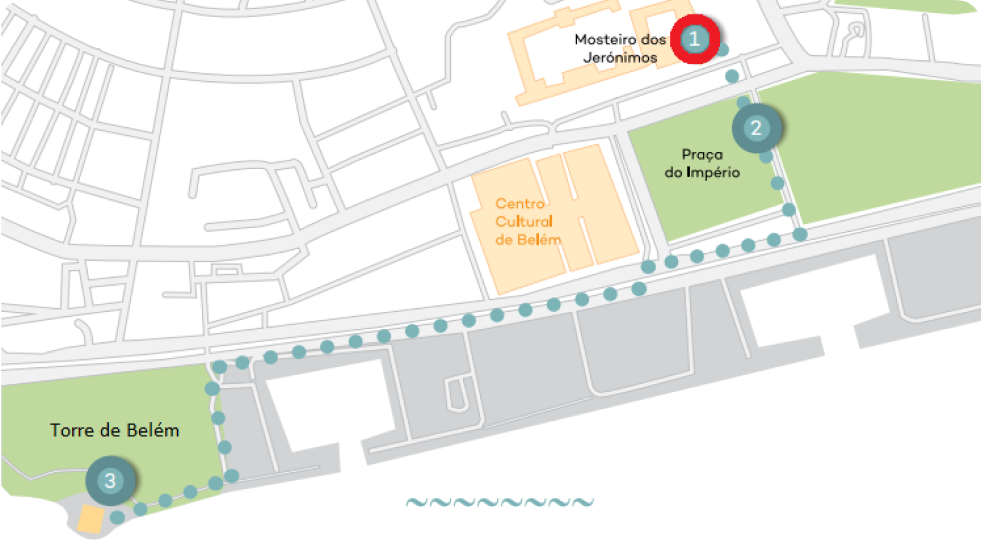 Mosteiro dos
Jerónimos
1
2
Praça
do Império
Centro
Cultural
de Belém
Torre de Belém
3